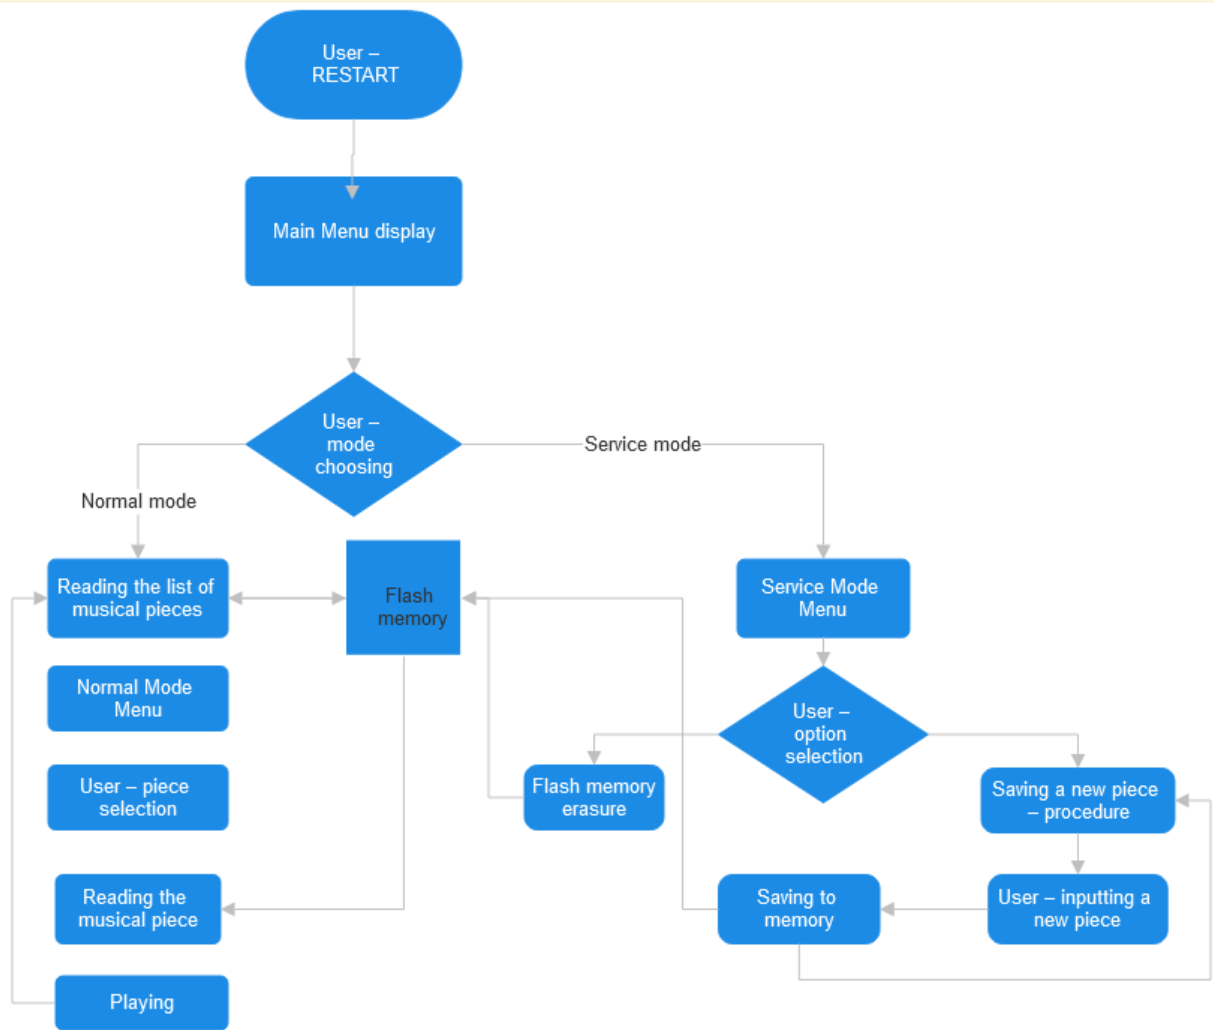 User –
RESTART
Main Menu display
User –
mode
choosing
Service mode
Normal mode
Reading the list of
musical pieces
Flash
memory
Service Mode
Menu
Normal Mode
Menu
User –
option
selection
User – piece
selection
Flash memory
erasure
Saving a new piece
– procedure
Reading the
musical piece
Saving to
memory
User – inputting a
new piece
Playing